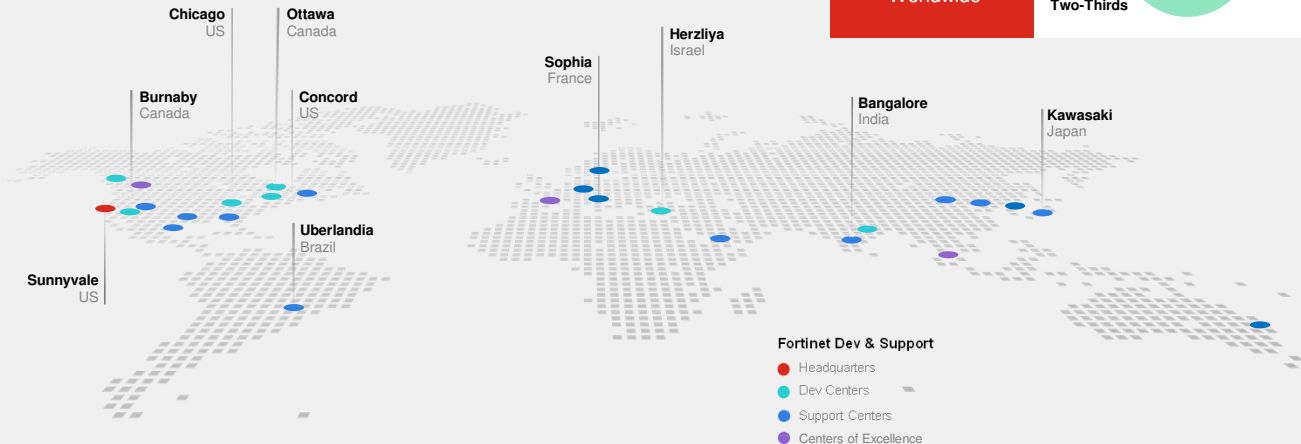 Two-Thirds
Chicago
US
Ottawa
Canada
Herzliya
Israel
Sophia
France
Burnaby
Canada
Concord
US
Bangalore
India
Kawasaki
Japan
Uberlandia
Brazil
Sunnyvale
US
Fortinet Dev & Support
Headquarters
Dev Centers
Support Centers
Centers of Excellence